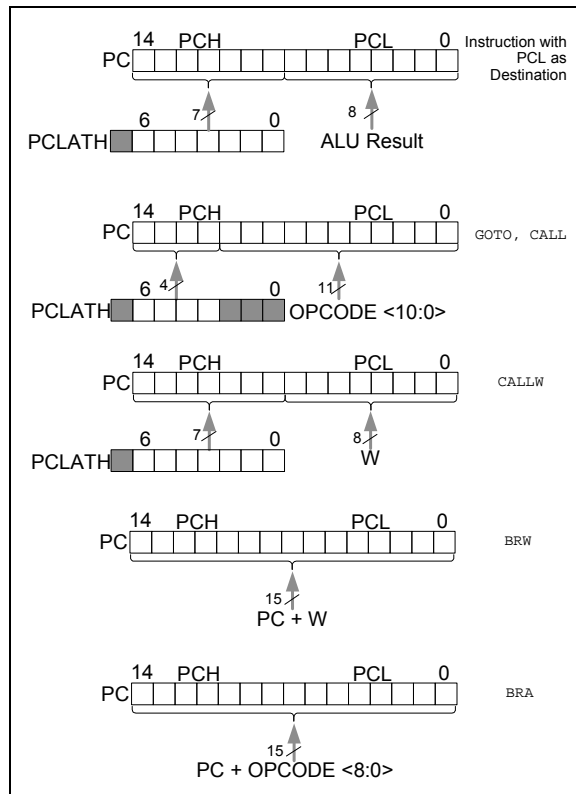 14 PCH PCL 0
PC
Instruction with
PCL as
Destination
7 8
6 0
PCLATH
ALU Result
14 PCH PCL 0
PC
GOTO, CALL
4 11
6 0
PCLATH
OPCODE <10:0>
14 PCH PCL 0
PC
CALLW
7 8
6 0
W
PCLATH
14 PCH PCL 0
PC
BRW
15
PC + W
14 PCH PCL 0
PC
BRA
15
PC + OPCODE <8:0>